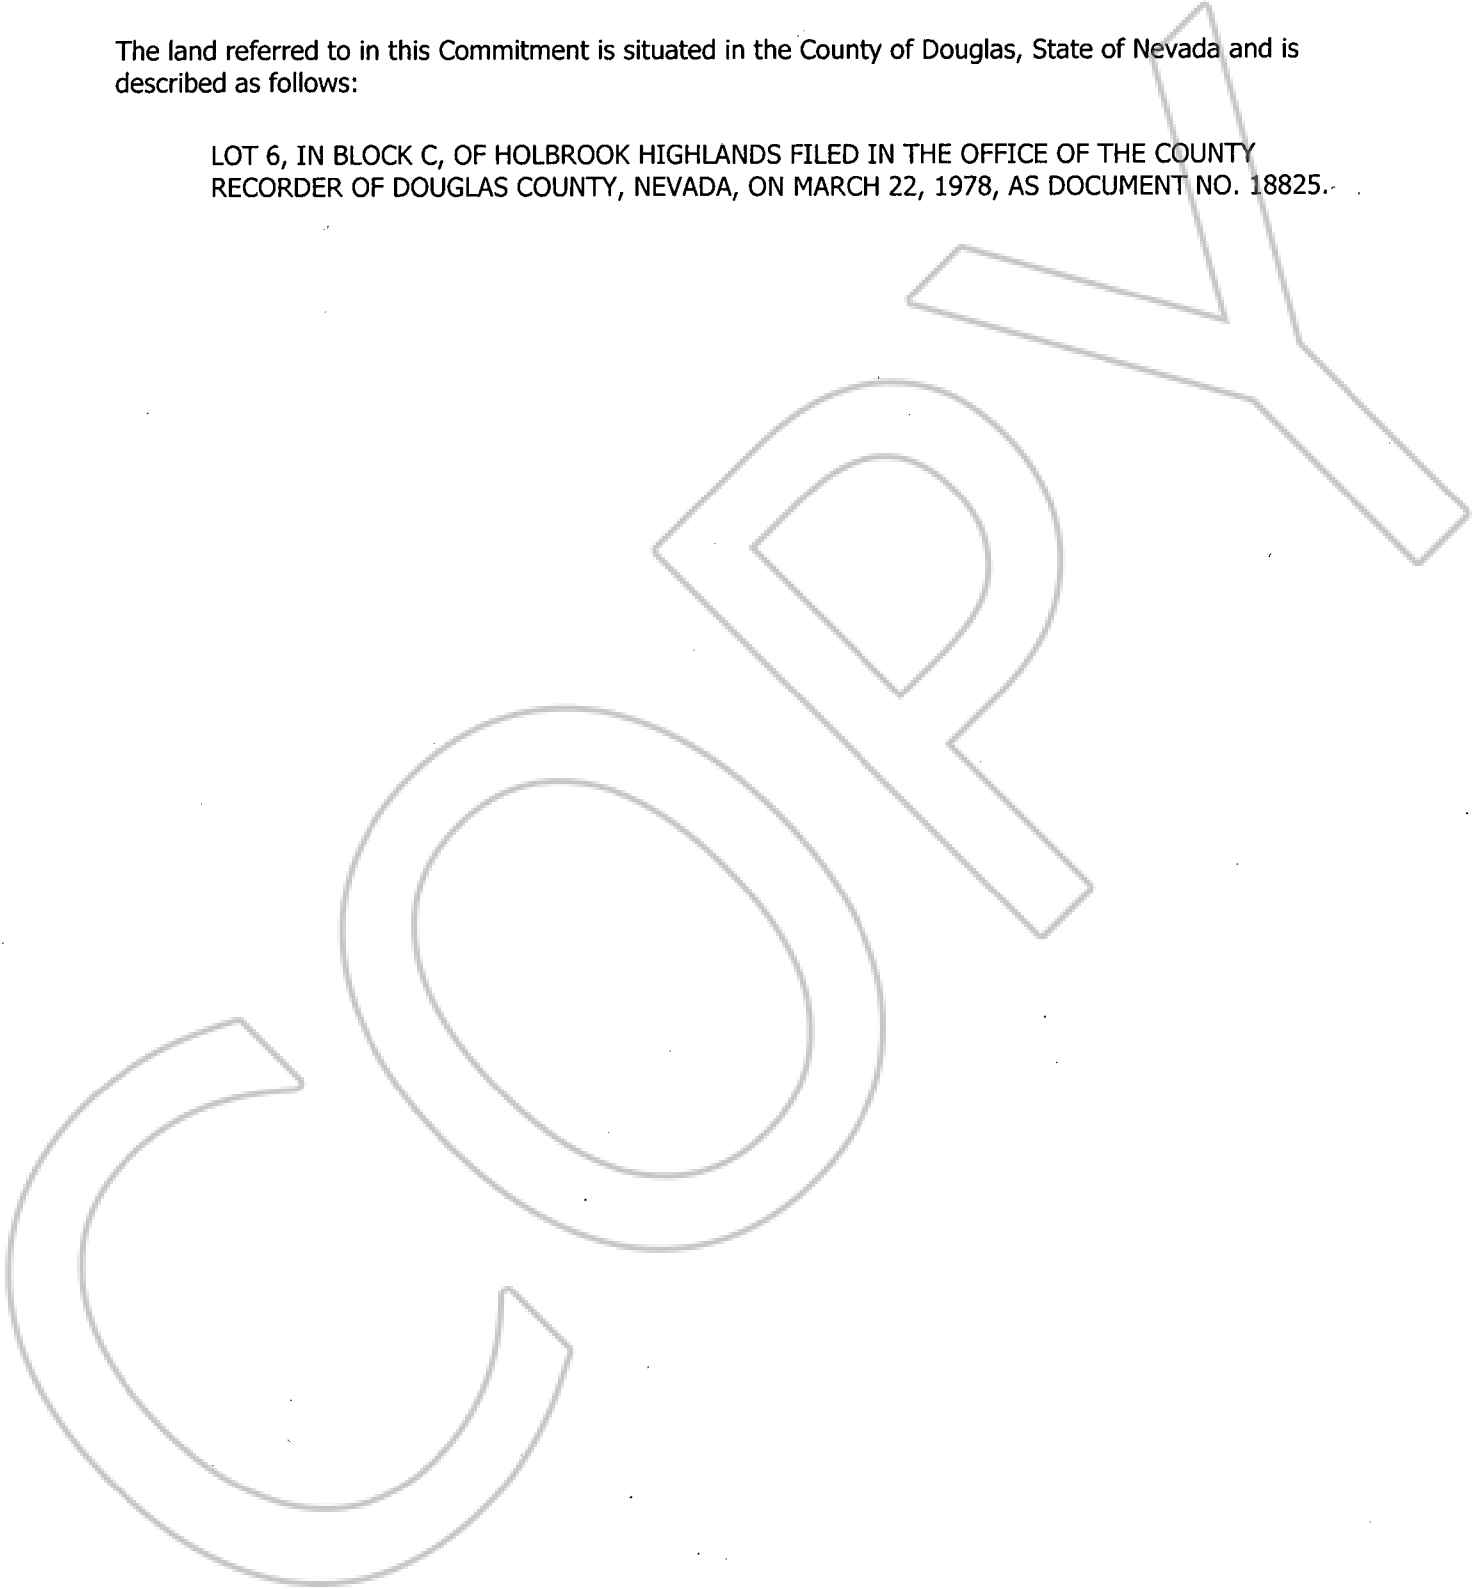 The land referred to in this Commitment is situated in the County of Douglas, State of Nevada and is
described as follows:
LOT 6, IN BLOCK C, OF HOLBROOK HIGHLANDS FILED IN THE OFFICE OF THE COUNTY
RECORDER OF DOUGLAS COUNTY, NEVADA, ON MARCH 22, 1978, AS DOCUMENT NO. 18825.
COPY